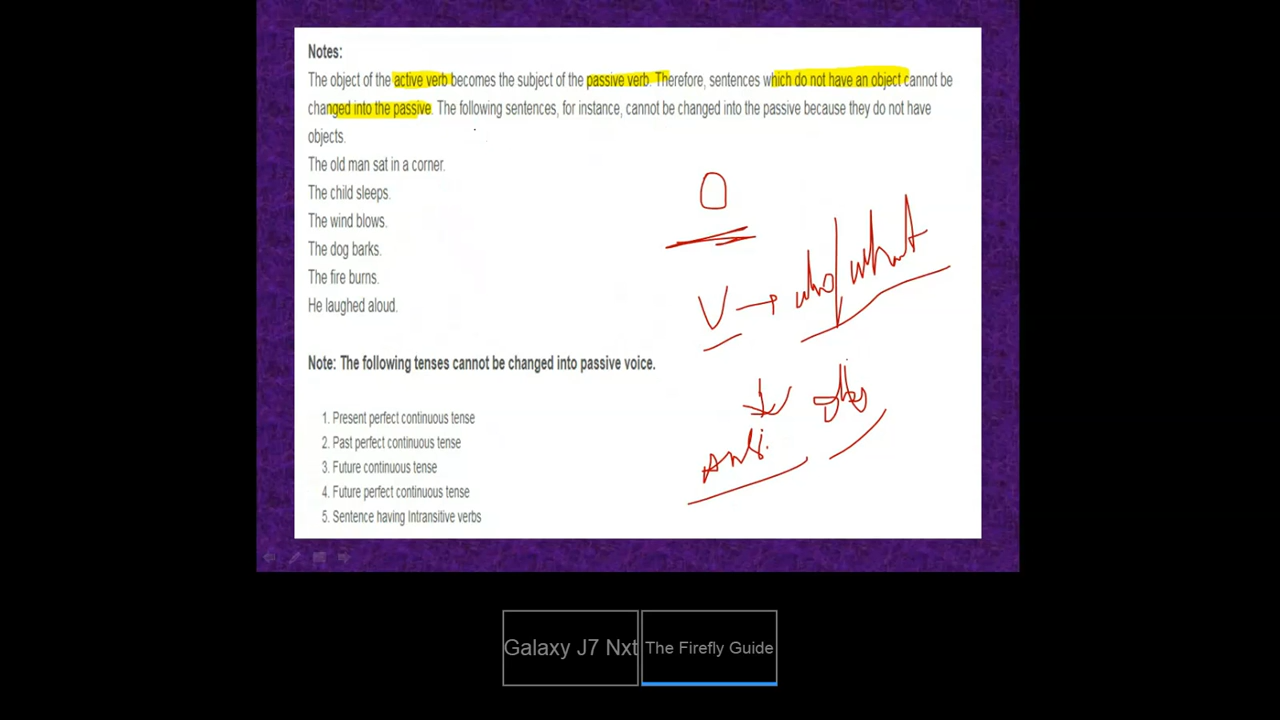 Notes:
The object of the active verb becomes the subject of the passive verb. Therefore, sentences which do not have an object cannot be
changed into the passive. The following sentences, for instance, cannot be changed into the passive because they do not have
objects.
The old man sat in a corner.
The child sleeps.
The wind blows.
The dog barks.
The fire burns.
He laughed aloud.
O
V → who/what
Note: The following tenses cannot be changed into passive voice.
1. Present perfect continuous tense
2. Past perfect continuous tense
3. Future continuous tense
4. Future perfect continuous tense
5. Sentence having Intransitive verbs
Galaxy J7 Nxt
The Firefly Guide